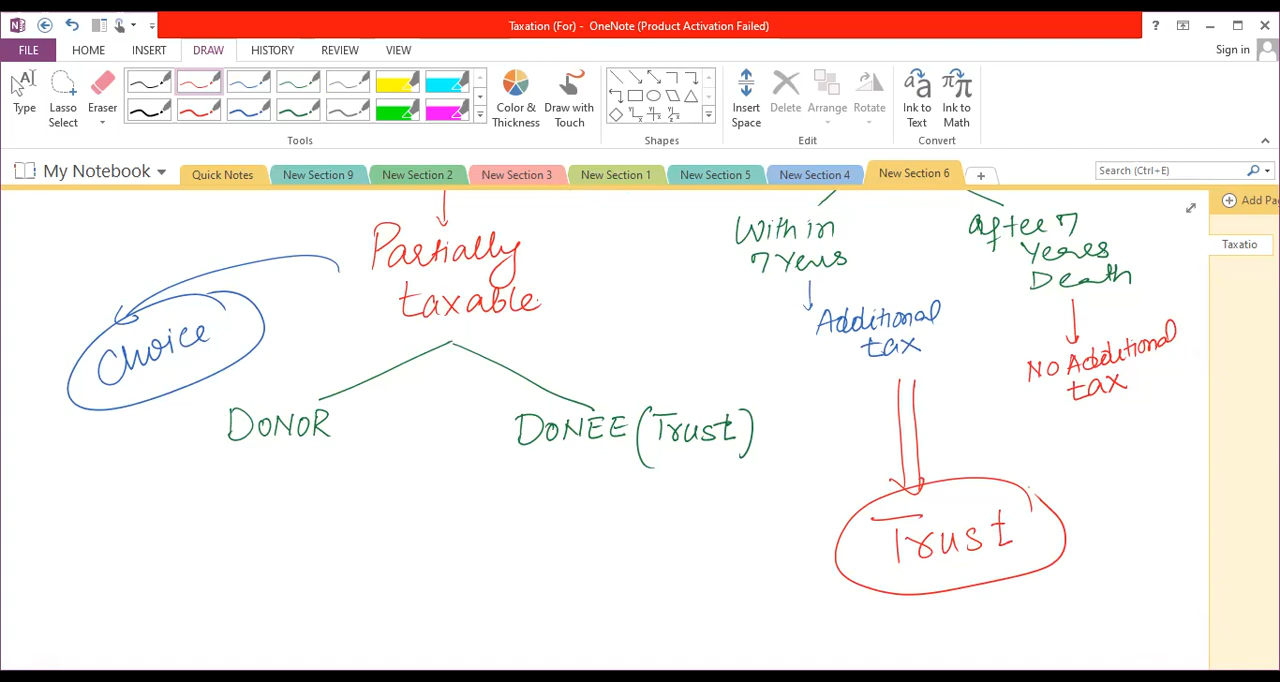 Taxation (For) - OneNote (Product Activation Failed)
?
FILE HOME INSERT DRAW HISTORY REVIEW VIEW
Sign in
Type
Lasso Select
Eraser
Color & Thickness
Draw with Touch
Insert Space
Delete
Arrange
Rotate
Ink to Text
Ink to Math
Tools
Shapes
Edit
Convert
My Notebook
Quick Notes
New Section 9
New Section 2
New Section 3
New Section 1
New Section 5
New Section 4
New Section 6
Search (Ctrl+E)
Add Pa
Taxatio
Partially
taxable
Choice
DONOR
DONEE (Trust)
With in
7 Yeus
Additional
tax
after 7
Yeares
Death
NO Additional
tax
Trust